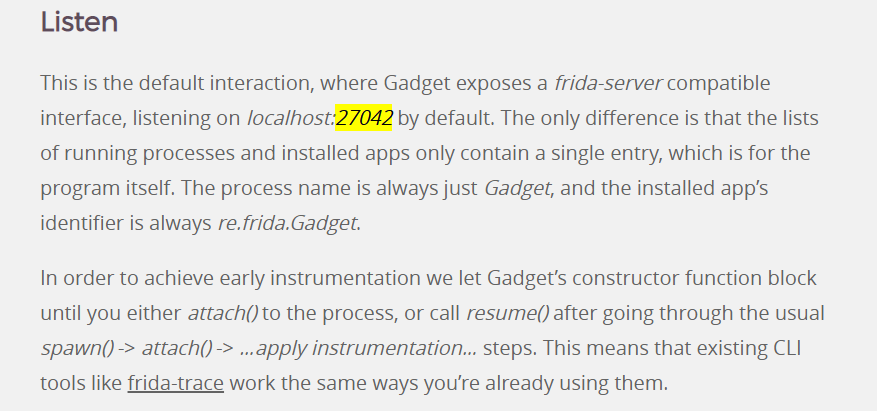 Listen
This is the default interaction, where Gadget exposes a frida-server compatible
interface, listening on localhost:27042 by default. The only difference is that the lists
of running processes and installed apps only contain a single entry, which is for the
program itself. The process name is always just Gadget, and the installed app’s
identifier is always re.frida.Gadget.
In order to achieve early instrumentation we let Gadget’s constructor function block
until you either attach() to the process, or call resume() after going through the usual
spawn() -> attach() -> ...apply instrumentation... steps. This means that existing CLI
tools like frida-trace work the same ways you’re already using them.